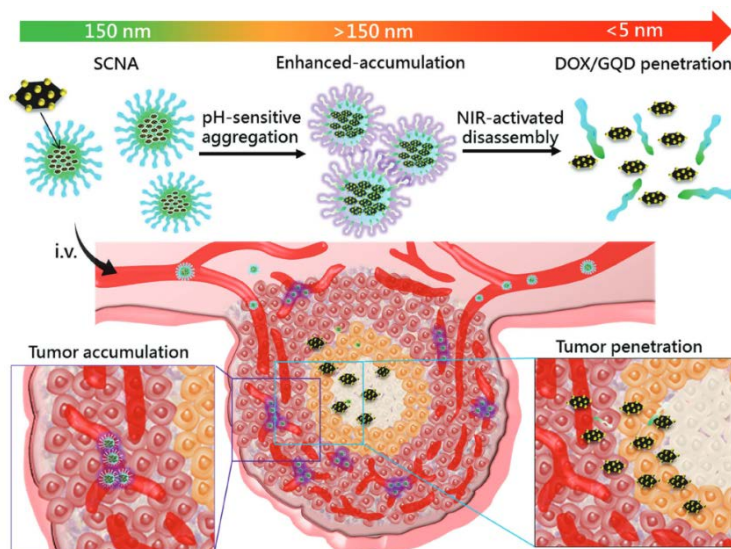 150 nm
>150 nm
<5 nm
SCNA
Enhanced-accumulation
DOX/GQD penetration
pH-sensitive
aggregation
NIR-activated
disassembly
i.v.
Tumor accumulation
Tumor penetration